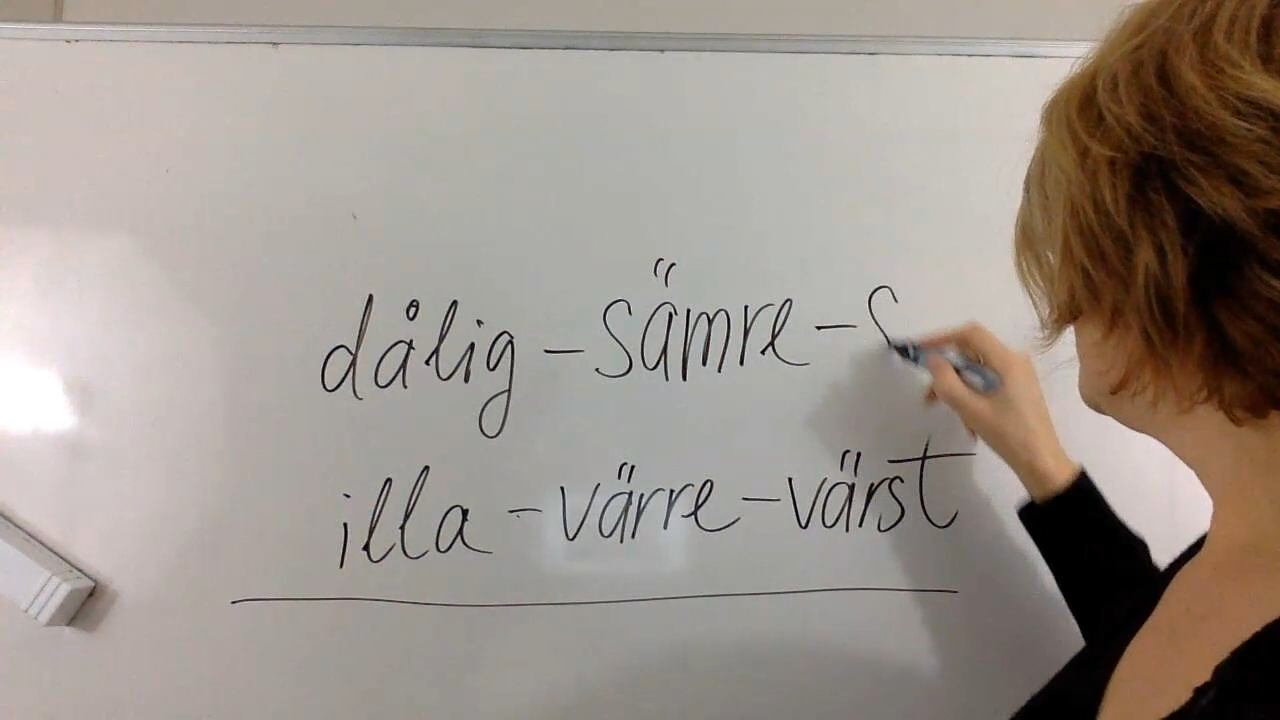 dålig - sämre - s
illa - värre - värst